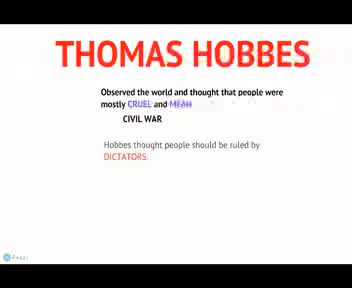 THOMAS HOBBES
Observed the world and thought that people were
mostly CRUEL and MEAN
CIVIL WAR
Hobbes thought people should be ruled by
DICTATORS.
Prezi